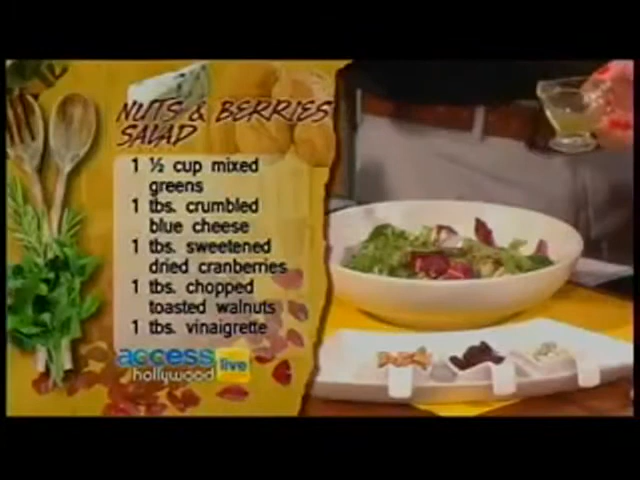 NUTS & BERRIES
SALAD
1 ½ cup mixed
greens
1 tbs. crumbled
blue cheese
1 tbs. sweetened
dried cranberries
1 tbs. chopped
toasted walnuts
1 tbs. vinaigrette
access
hollywood live